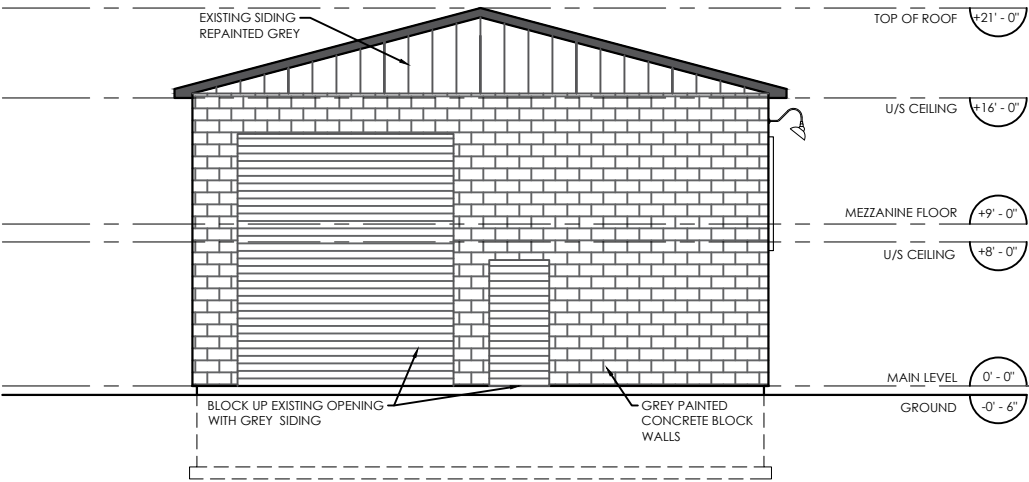 EXISTING SIDING
REPAINTED GREY
TOP OF ROOF +21' - 0"
U/S CEILING +16' - 0"
MEZZANINE FLOOR +9' - 0"
U/S CEILING +8' - 0"
MAIN LEVEL 0' - 0"
GROUND -0' - 6"
BLOCK UP EXISTING OPENING
WITH GREY SIDING
GREY PAINTED
CONCRETE BLOCK
WALLS